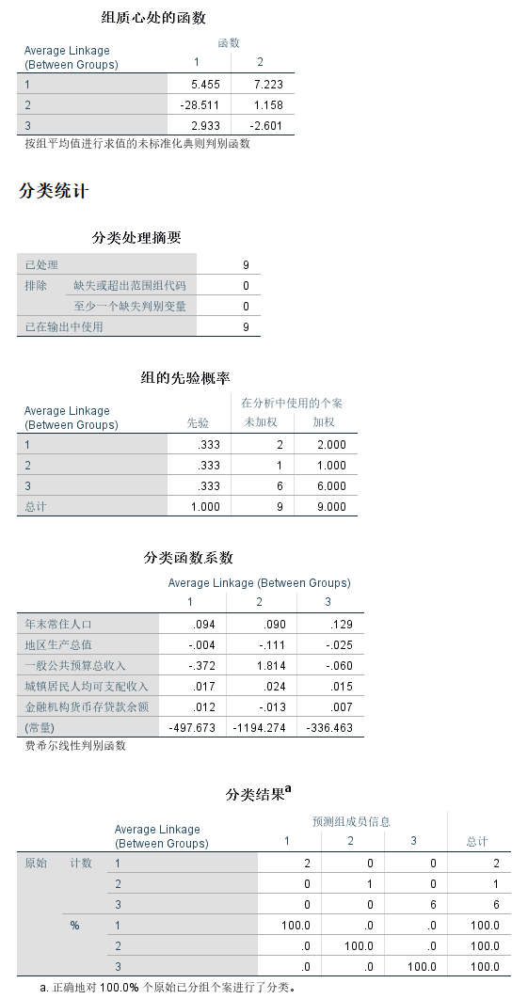 组质心处的函数
函数
Average Linkage
(Between Groups) 1 2
1 5.455 7.223
2 -28.511 1.158
3 2.933 -2.601
按组平均值进行求值的未标准化典则判别函数
分类统计
分类处理摘要
已处理 9
排除 缺失或超出范围组代码 0
至少一个缺失判别变量 0
已在输出中使用 9
组的先验概率
在分析中使用的个案
Average Linkage
(Between Groups) 先验 未加权 加权
1 .333 2 2.000
2 .333 1 1.000
3 .333 6 6.000
总计 1.000 9 9.000
分类函数系数
Average Linkage (Between Groups)
1 2 3
年末常住人口 .094 .090 .129
地区生产总值 -.004 -.111 -.025
一般公共预算总收入 -.372 1.814 -.060
城镇居民人均可支配收入 .017 .024 .015
金融机构货币存贷款余额 .012 -.013 .007
(常量) -497.673 -1194.274 -336.463
费希尔线性判别函数
分类结果a
预测组成员信息
Average Linkage
(Between Groups) 1 2 3 总计
原始 计数 1 2 0 0 2
2 0 1 0 1
3 0 0 6 6
% 1 100.0 .0 .0 100.0
2 .0 100.0 .0 100.0
3 .0 .0 100.0 100.0
a. 正确地对 100.0% 个原始已分组个案进行了分类。